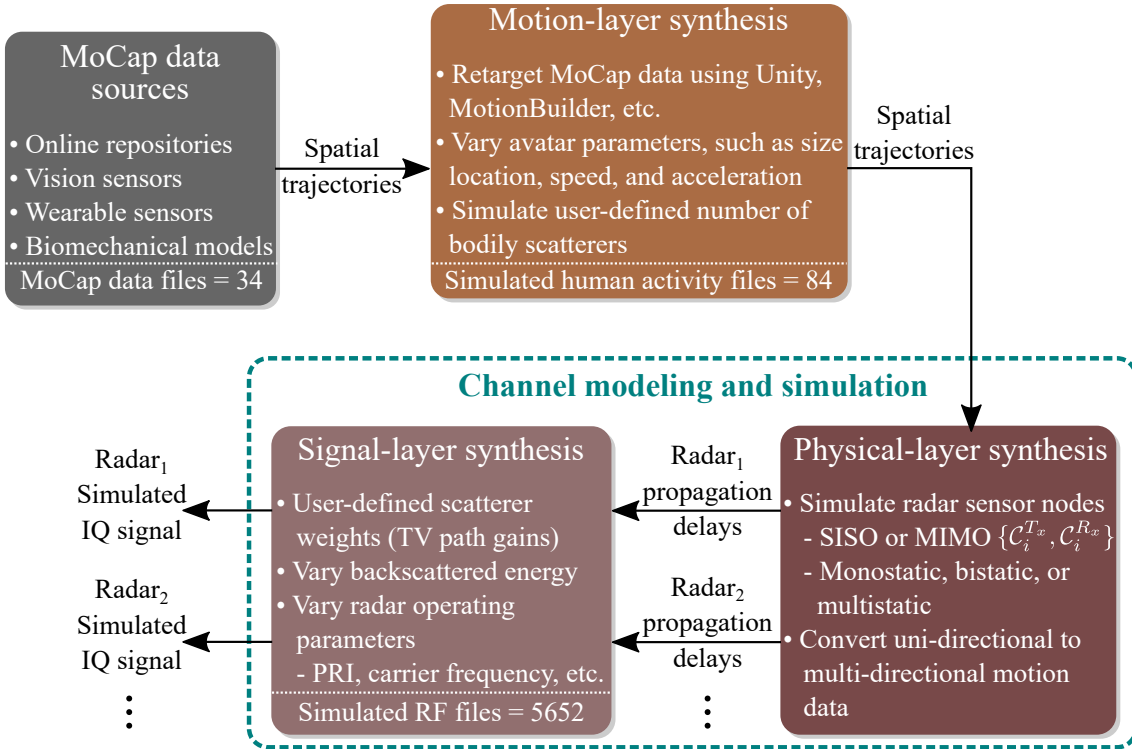 MoCap data
sources
• Online repositories
• Vision sensors
• Wearable sensors
• Biomechanical models
MoCap data files = 34
Spatial
trajectories
Motion-layer synthesis
• Retarget MoCap data using Unity,
MotionBuilder, etc.
• Vary avatar parameters, such as size
location, speed, and acceleration
• Simulate user-defined number of
bodily scatterers
Simulated human activity files = 84
Spatial
trajectories
Channel modeling and simulation
Physical-layer synthesis
• Simulate radar sensor nodes
- SISO or MIMO {𝒞ᵢ^{Tₓ}, 𝒞ᵢ^{Rₓ}}
- Monostatic, bistatic, or
multistatic
• Convert uni-directional to
multi-directional motion
data
Radar₁
propagation
delays
Radar₂
propagation
delays
⋮
Signal-layer synthesis
• User-defined scatterer
weights (TV path gains)
• Vary backscattered energy
• Vary radar operating
parameters
- PRI, carrier frequency, etc.
Simulated RF files = 5652
Radar₁
Simulated
IQ signal
Radar₂
Simulated
IQ signal
⋮